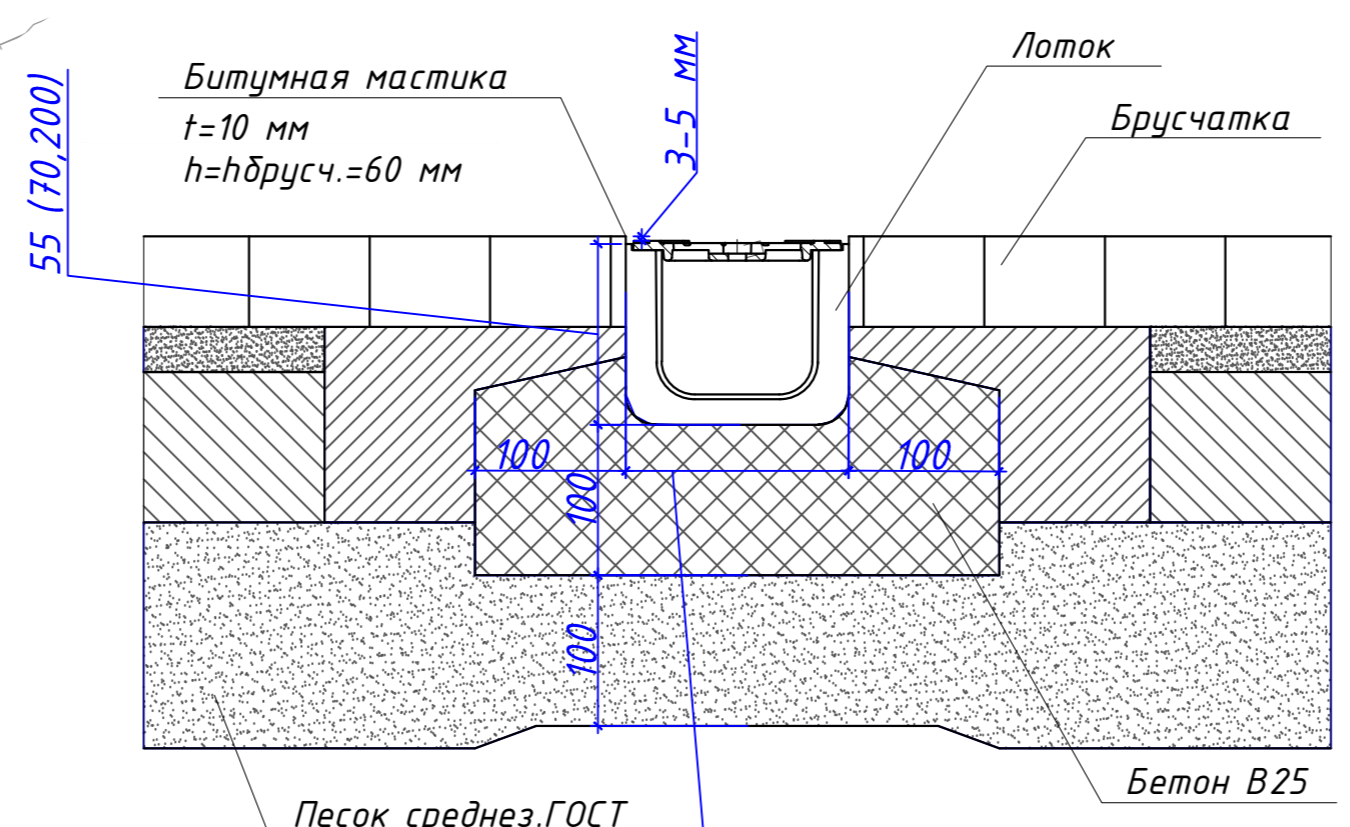 Лоток
3-5 мм
Битумная мастика
t=10 мм
h=hбрусч.=60 мм
55 (70,200)
Брусчатка
100
100
100
100
Бетон В25
Песок среднез.ГОСТ